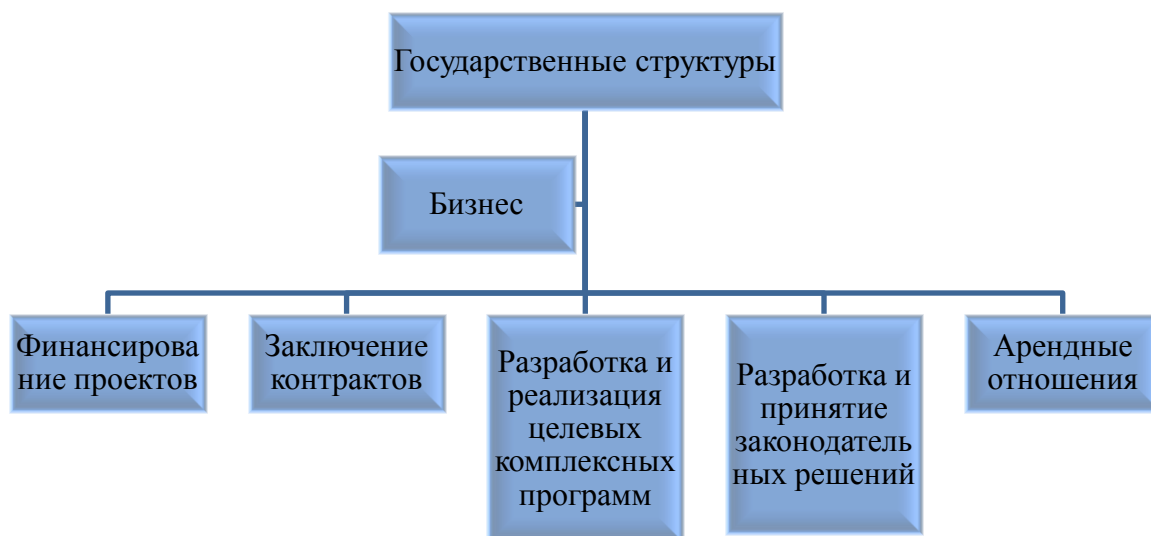 Государственные структуры
Бизнес
Финансирова
ние проектов
Заключение
контрактов
Разработка и
реализация
целевых
комплексных
программ
Разработка и
принятие
законодатель
ных решений
Арендные
отношения